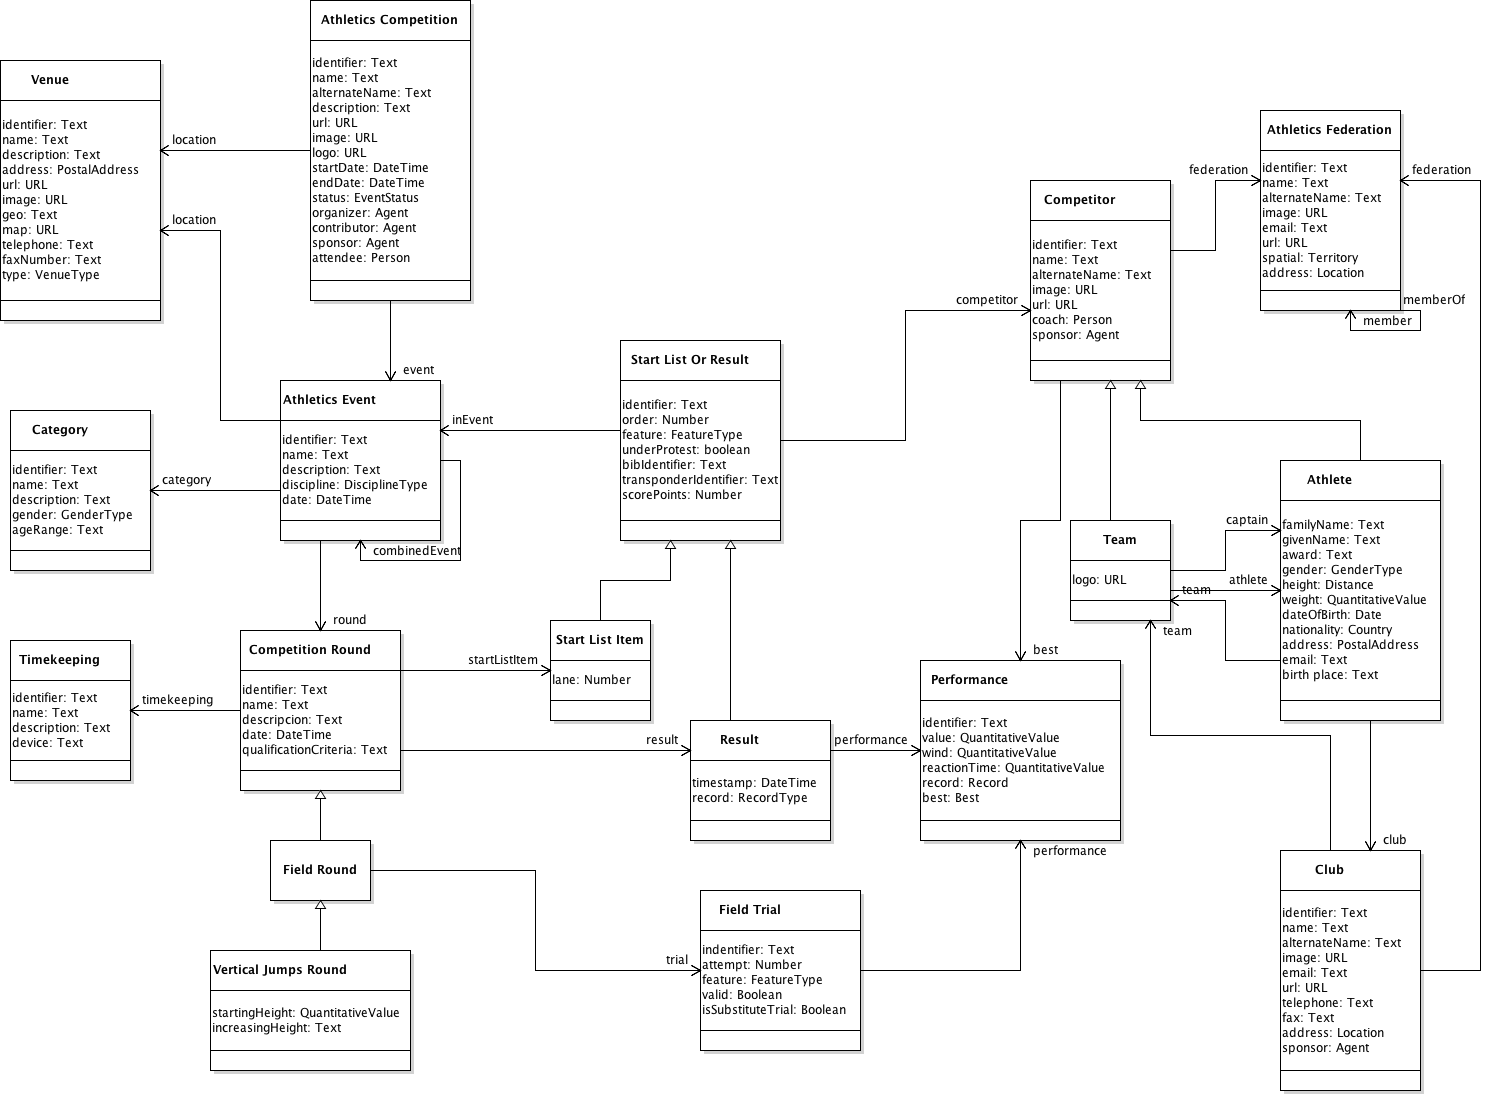 Athletics Competition
identifier: Text
name: Text
alternateName: Text
description: Text
url: URL
image: URL
logo: URL
startDate: DateTime
endDate: DateTime
status: EventStatus
organizer: Agent
contributor: Agent
sponsor: Agent
attendee: Person
Venue
identifier: Text
name: Text
description: Text
address: PostalAddress
url: URL
image: URL
geo: Text
map: URL
telephone: Text
faxNumber: Text
type: VenueType
location
location
event
Athletics Federation
identifier: Text
name: Text
alternateName: Text
image: URL
email: Text
url: URL
spatial: Territory
address: Location
federation
federation
memberOf
member
Competitor
identifier: Text
name: Text
alternateName: Text
image: URL
url: URL
coach: Person
sponsor: Agent
competitor
Start List Or Result
identifier: Text
order: Number
feature: FeatureType
underProtest: boolean
bibIdentifier: Text
transponderIdentifier: Text
scorePoints: Number
inEvent
Athletics Event
identifier: Text
name: Text
description: Text
discipline: DisciplineType
date: DateTime
combinedEvent
category
Category
identifier: Text
name: Text
description: Text
gender: GenderType
ageRange: Text
Athlete
familyName: Text
givenName: Text
award: Text
gender: GenderType
height: Distance
weight: QuantitativeValue
dateOfBirth: Date
nationality: Country
address: PostalAddress
email: Text
birth place: Text
captain
athlete
team
team
Team
logo: URL
round
Competition Round
identifier: Text
name: Text
descripcion: Text
date: DateTime
qualificationCriteria: Text
startListItem
Start List Item
lane: Number
timekeeping
Timekeeping
identifier: Text
name: Text
description: Text
device: Text
result
Result
timestamp: DateTime
record: RecordType
performance
best
Performance
identifier: Text
value: QuantitativeValue
wind: QuantitativeValue
reactionTime: QuantitativeValue
record: Record
best: Best
performance
club
Club
identifier: Text
name: Text
alternateName: Text
image: URL
email: Text
url: URL
telephone: Text
fax: Text
address: Location
sponsor: Agent
Field Round
trial
Field Trial
indentifier: Text
attempt: Number
feature: FeatureType
valid: Boolean
isSubstituteTrial: Boolean
Vertical Jumps Round
startingHeight: QuantitativeValue
increasingHeight: Text